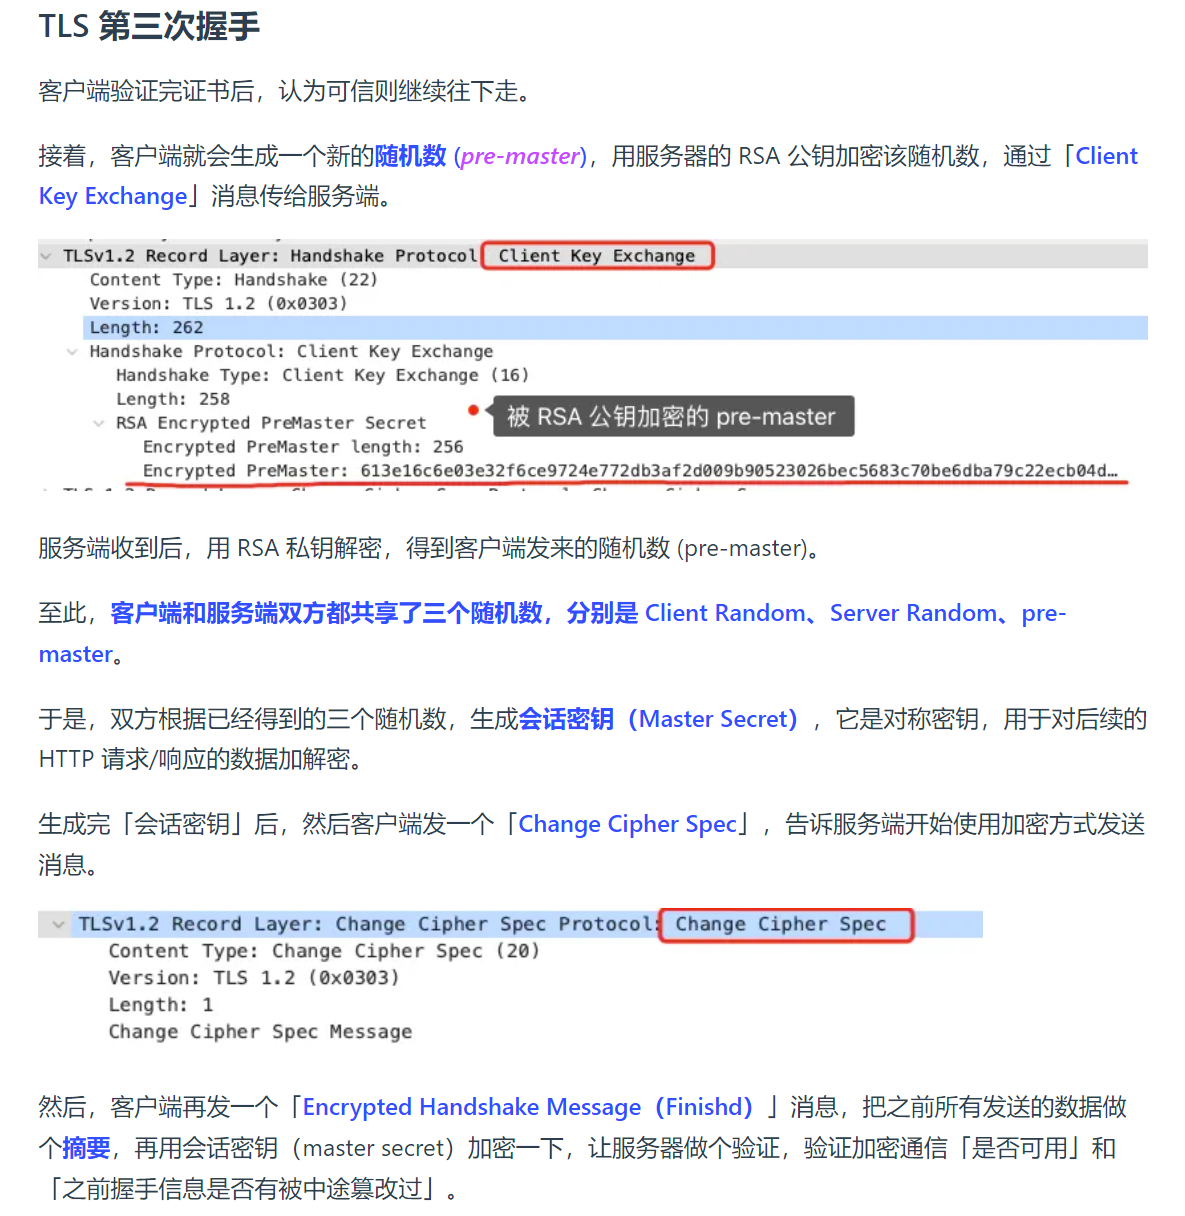 TLS 第三次握手
客户端验证完证书后，认为可信则继续往下走。
接着，客户端就会生成一个新的随机数 (pre-master)，用服务器的 RSA 公钥加密该随机数，通过「Client
Key Exchange」消息传给服务端。
TLSv1.2 Record Layer: Handshake Protocol: Client Key Exchange
Content Type: Handshake (22)
Version: TLS 1.2 (0x0303)
Length: 262
Handshake Protocol: Client Key Exchange
Handshake Type: Client Key Exchange (16)
Length: 258
RSA Encrypted PreMaster Secret
被 RSA 公钥加密的 pre-master
Encrypted PreMaster length: 256
Encrypted PreMaster: 613e16c6e03e32f6ce9724e772db3af2d009b90523026bec5683c70be6dba79c22ecb04d…
服务端收到后，用 RSA 私钥解密，得到客户端发来的随机数 (pre-master)。
至此，客户端和服务端双方都共享了三个随机数，分别是 Client Random、Server Random、pre-
master。
于是，双方根据已经得到的三个随机数，生成会话密钥（Master Secret），它是对称密钥，用于对后续的
HTTP 请求/响应的数据加解密。
生成完「会话密钥」后，然后客户端发一个「Change Cipher Spec」，告诉服务端开始使用加密方式发送
消息。
TLSv1.2 Record Layer: Change Cipher Spec Protocol: Change Cipher Spec
Content Type: Change Cipher Spec (20)
Version: TLS 1.2 (0x0303)
Length: 1
Change Cipher Spec Message
然后，客户端再发一个「Encrypted Handshake Message（Finishd）」消息，把之前所有发送的数据做
个摘要，再用会话密钥（master secret）加密一下，让服务器做个验证，验证加密通信「是否可用」和
「之前握手信息是否有被中途篡改过」。